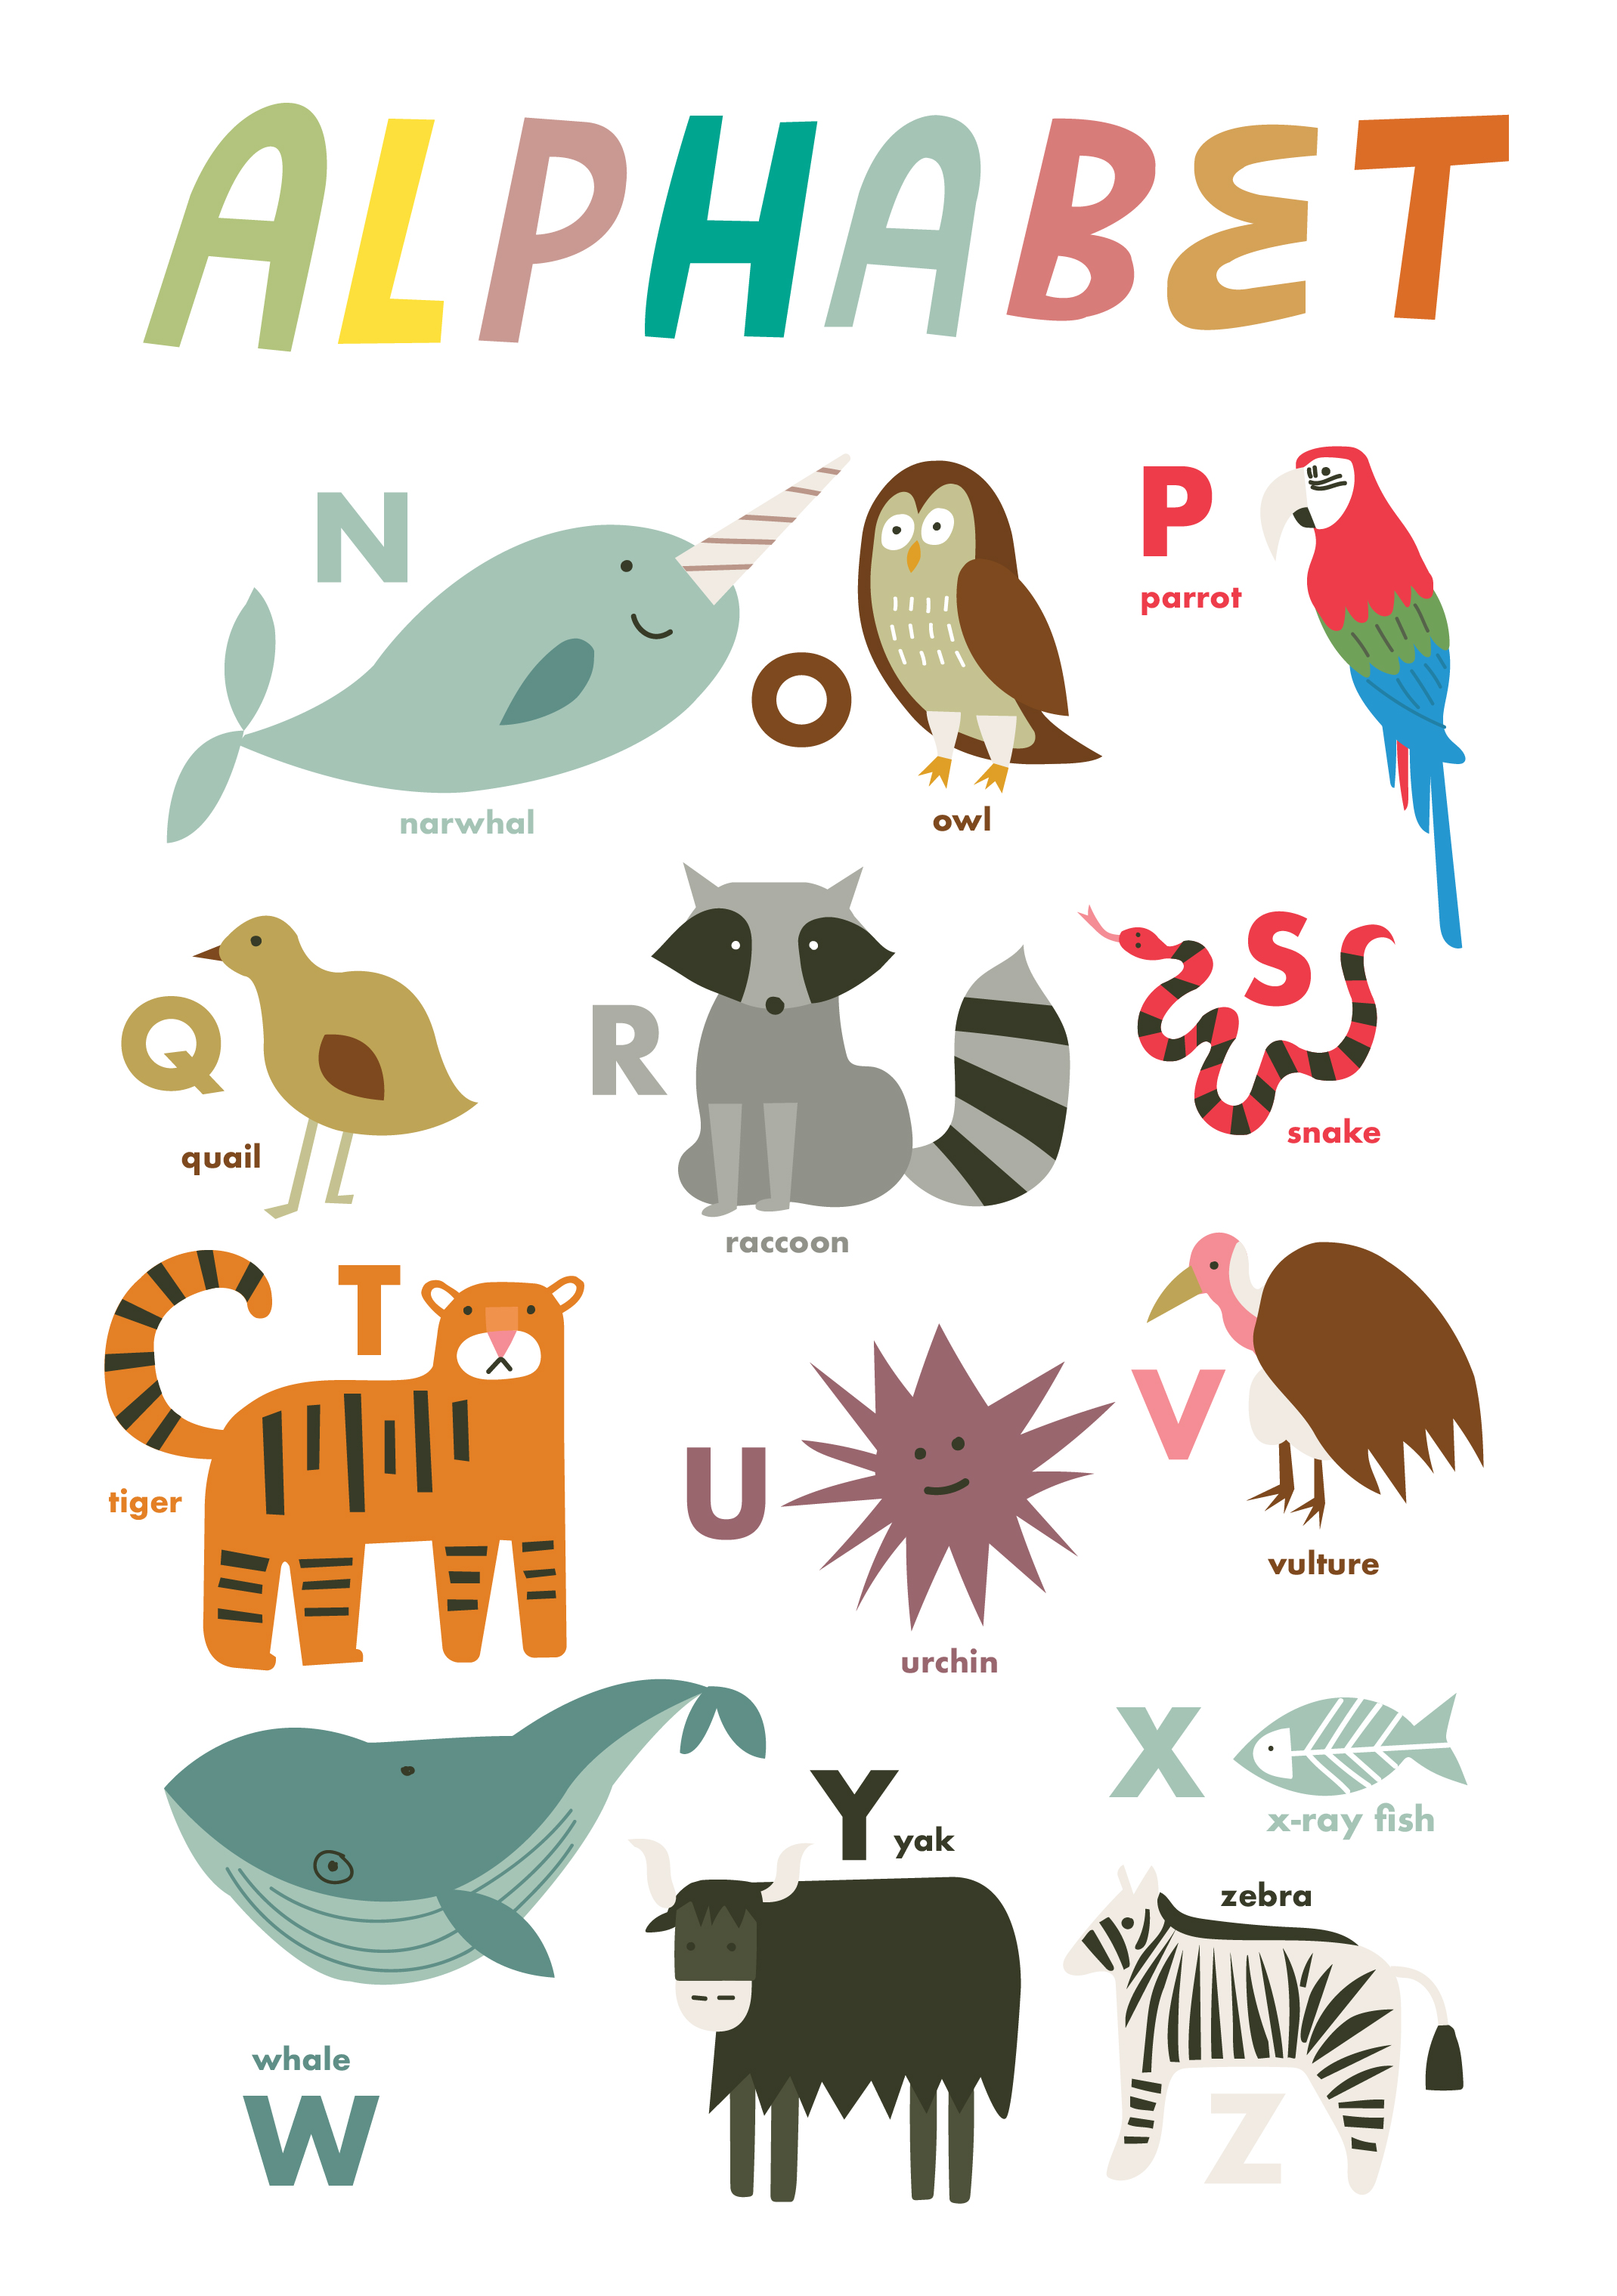 ALPHABET
N
narwhal
O
owl
P
parrot
Q
quail
R
raccoon
S
snake
T
tiger
U
urchin
V
vulture
whale
W
X
x-ray fish
Y
yak
zebra
Z